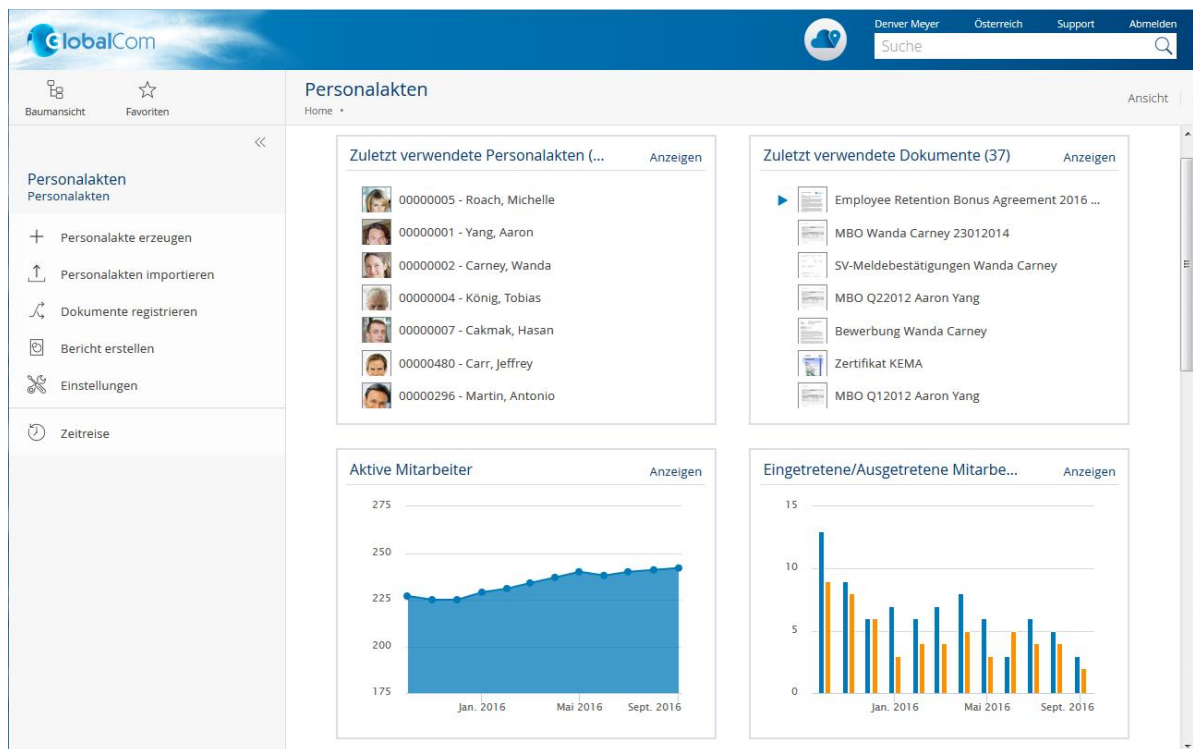 GlobalCom
Denver Meyer Österreich Support Abmelden
Suche
Baumansicht Favoriten
Personalakten
Home •
Ansicht
Personalakten
Personalakten
Personalakte erzeugen
Personalakten importieren
Dokumente registrieren
Bericht erstellen
Einstellungen
Zeitreise
Zuletzt verwendete Personalakten (... Anzeigen
00000005 - Roach, Michelle
00000001 - Yang, Aaron
00000002 - Carney, Wanda
00000004 - König, Tobias
00000007 - Cakmak, Hasan
00000480 - Carr, Jeffrey
00000296 - Martin, Antonio
Zuletzt verwendete Dokumente (37) Anzeigen
Employee Retention Bonus Agreement 2016 ...
MBO Wanda Carney 23012014
SV-Meldebestätigungen Wanda Carney
MBO Q22012 Aaron Yang
Bewerbung Wanda Carney
Zertifikat KEMA
MBO Q12012 Aaron Yang
Aktive Mitarbeiter Anzeigen
275
250
225
200
175
Jan. 2016 Mai 2016 Sept. 2016
Eingetretene/Ausgetretene Mitarbe... Anzeigen
15
10
5
0
Jan. 2016 Mai 2016 Sept. 2016